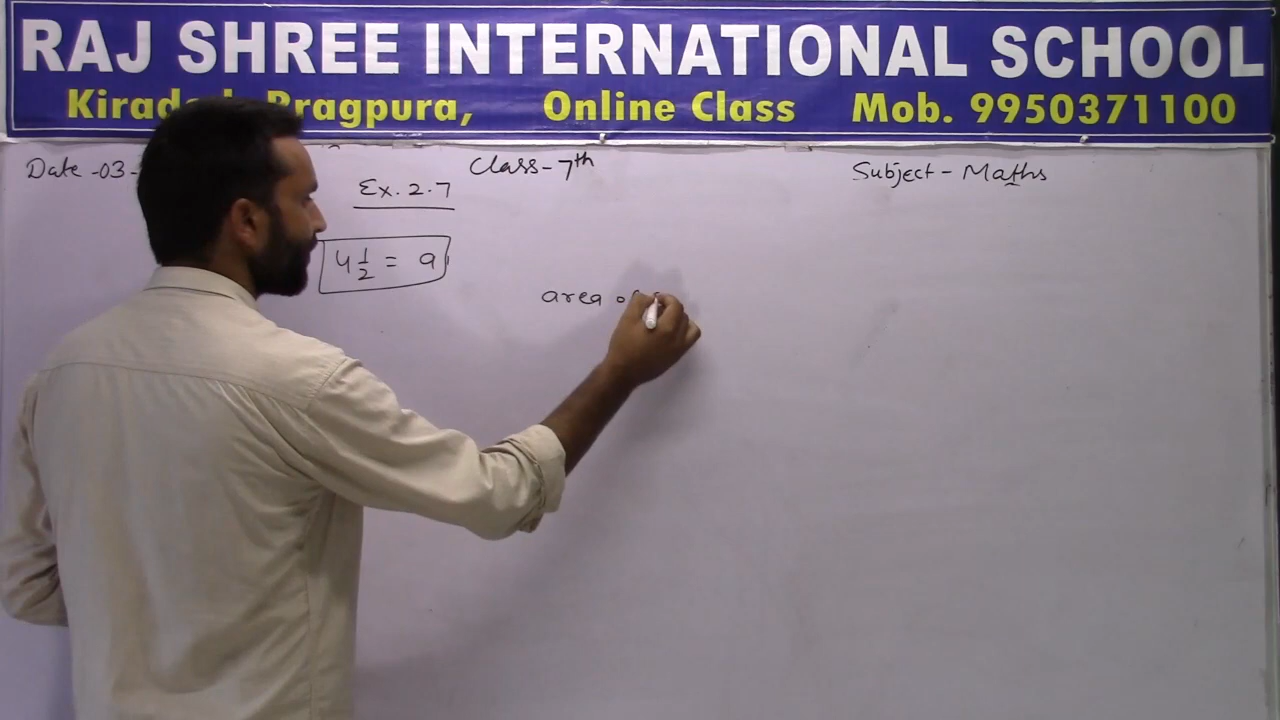 RAJ SHREE INTERNATIONAL SCHOOL
Pragpura, Online Class Mob. 9950371100
Date -03- Class- 7th Subject - Maths
Ex. 2.7
4 1/2 = a
area